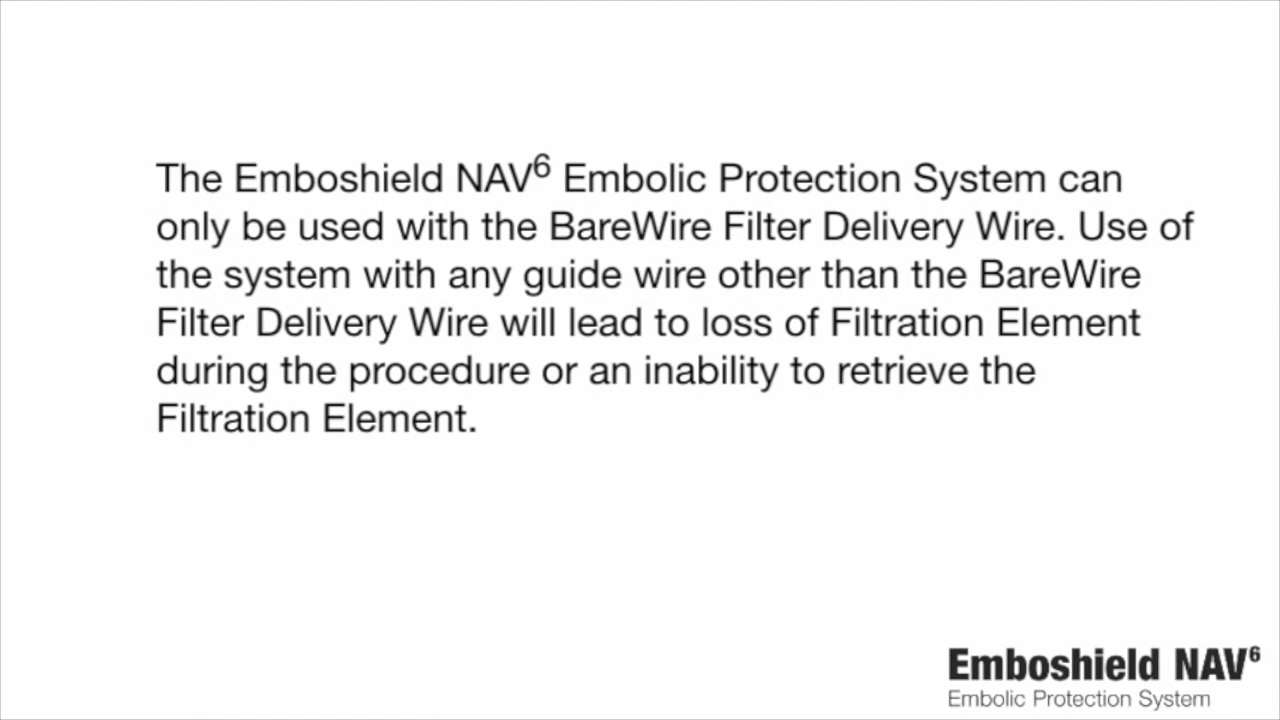 The Emboshield NAV⁶ Embolic Protection System can
only be used with the BareWire Filter Delivery Wire. Use of
the system with any guide wire other than the BareWire
Filter Delivery Wire will lead to loss of Filtration Element
during the procedure or an inability to retrieve the
Filtration Element.
Emboshield NAV⁶
Embolic Protection System